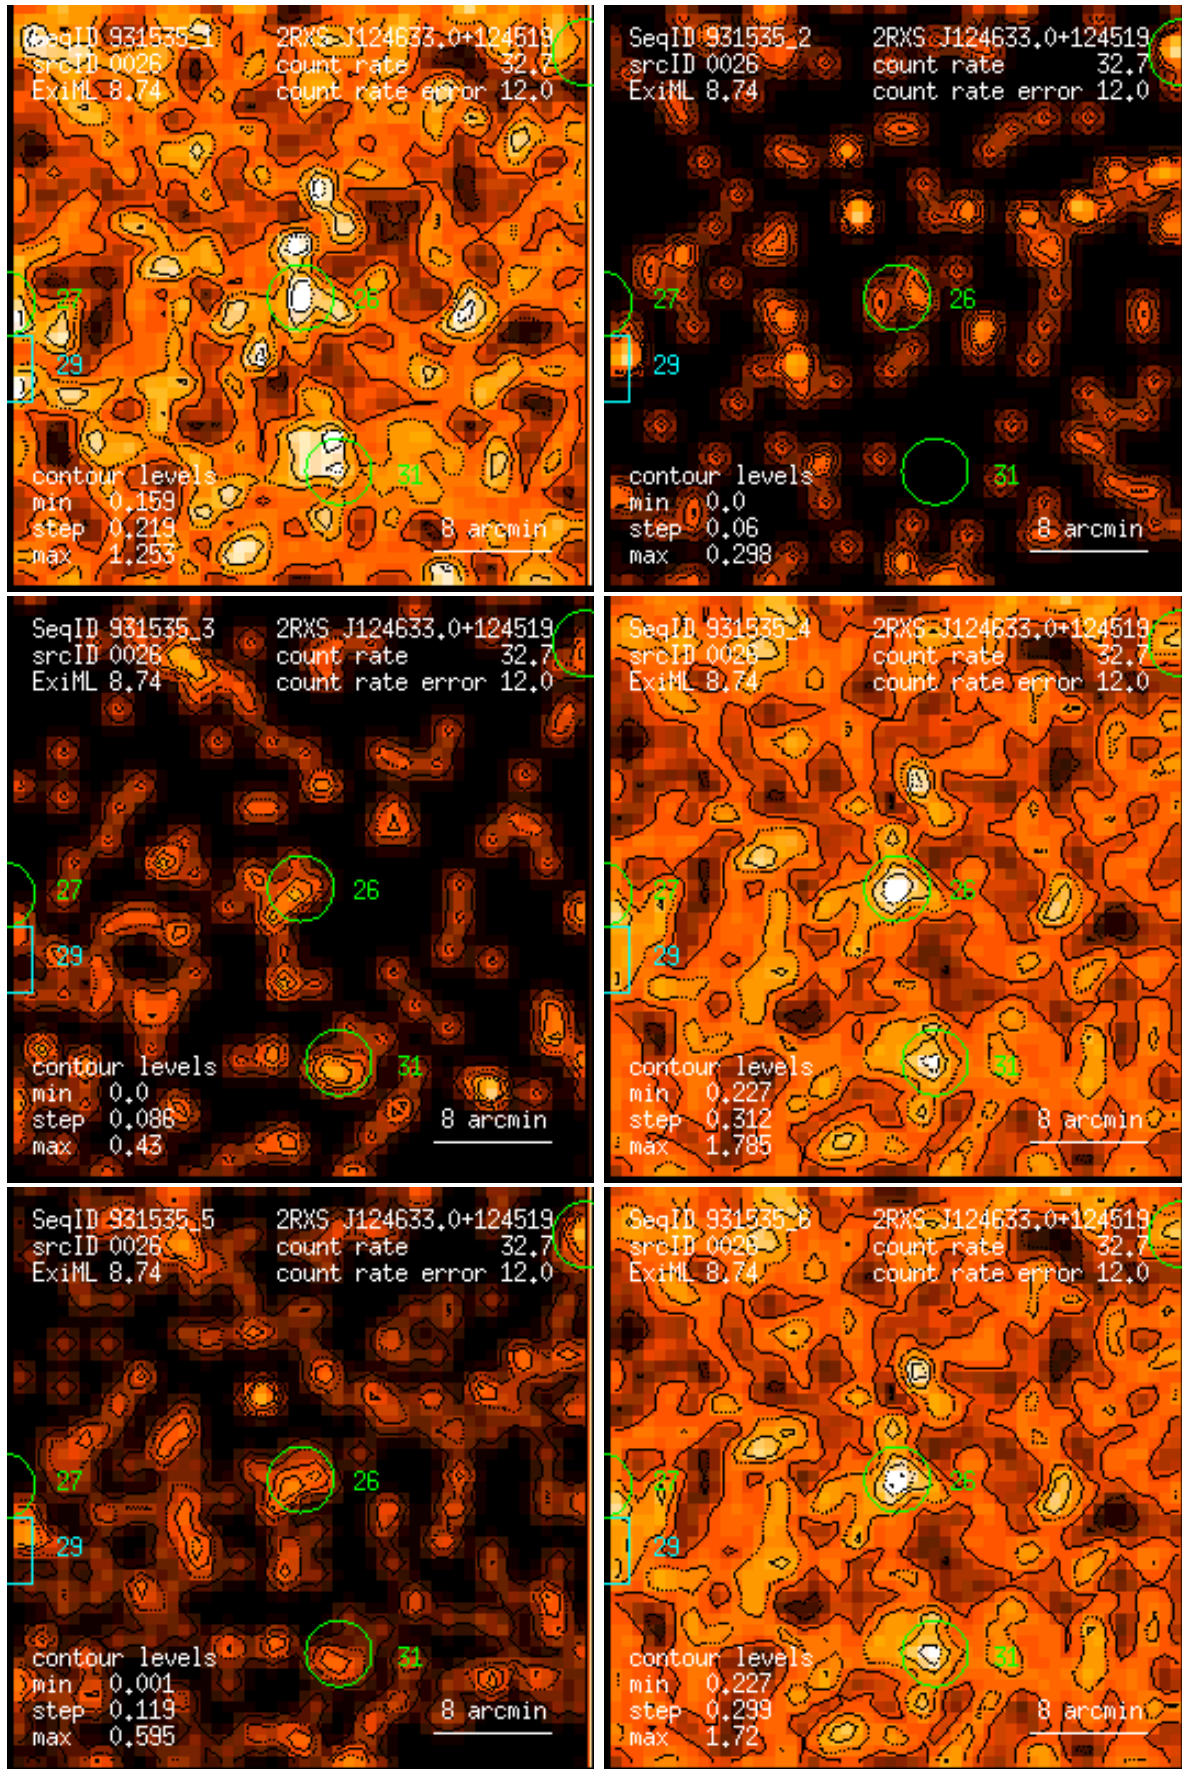 SeqID 931535_1 2RXS J124633.0+124519
srcID 0026 count rate 32.7
ExiML 8.74 count rate error 12.0
27 26
29
31
contour levels
min 0.159
step 0.219 8 arcmin
max 1.253
SeqID 931535_2 2RXS J124633.0+124519
srcID 0026 count rate 32.7
ExiML 8.74 count rate error 12.0
27 26
29
31
contour levels
min 0.0
step 0.06 8 arcmin
max 0.298
SeqID 931535_3 2RXS J124633.0+124519
srcID 0026 count rate 32.7
ExiML 8.74 count rate error 12.0
27 26
29
31
contour levels
min 0.0
step 0.086 8 arcmin
max 0.43
SeqID 931535_4 2RXS J124633.0+124519
srcID 0026 count rate 32.7
ExiML 8.74 count rate error 12.0
27 26
29
31
contour levels
min 0.227
step 0.312 8 arcmin
max 1.785
SeqID 931535_5 2RXS J124633.0+124519
srcID 0026 count rate 32.7
ExiML 8.74 count rate error 12.0
27 26
29
31
contour levels
min 0.001
step 0.119 8 arcmin
max 0.595
SeqID 931535_6 2RXS J124633.0+124519
srcID 0026 count rate 32.7
ExiML 8.74 count rate error 12.0
27 26
29
31
contour levels
min 0.227
step 0.299 8 arcmin
max 1.72